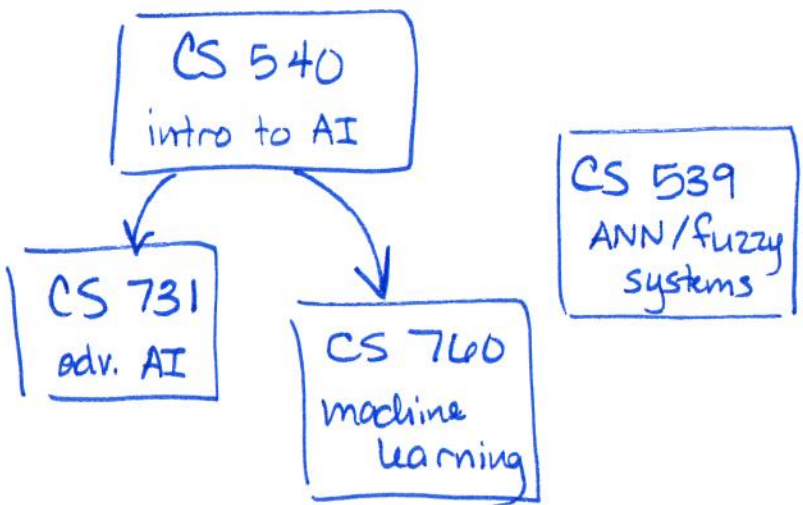 CS 540
intro to AI
CS 539
ANN/fuzzy
systems
CS 731
adv. AI
CS 760
machine
learning